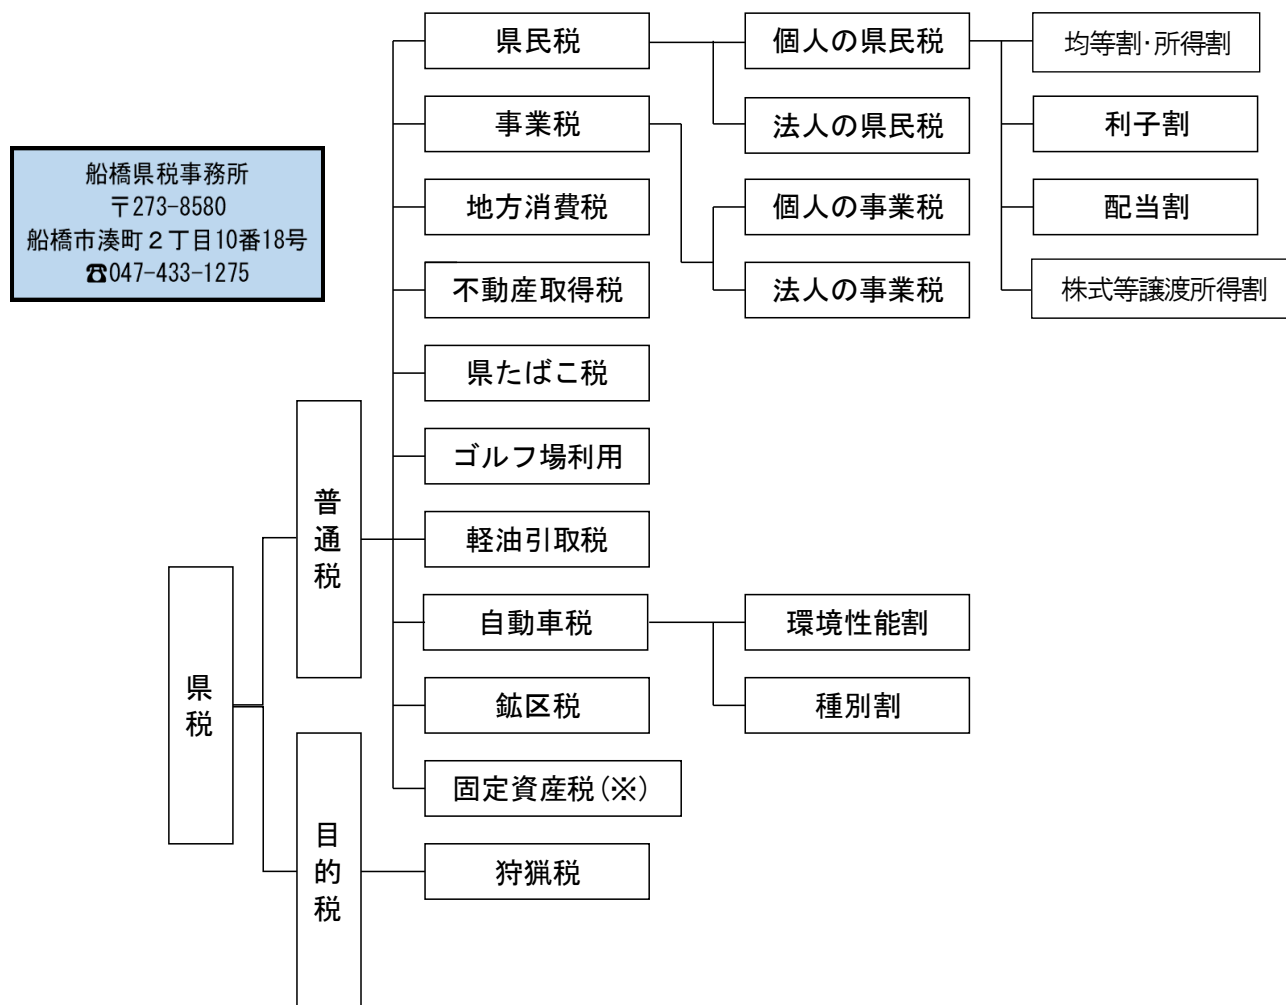 県民税
個人の県民税
均等割・所得割
事業税
法人の県民税
利子割
船橋県税事務所
〒273-8580
船橋市湊町２丁目10番18号
☎047-433-1275
地方消費税
個人の事業税
配当割
不動産取得税
法人の事業税
株式等譲渡所得割
県たばこ税
ゴルフ場利用
普通税
軽油引取税
自動車税
環境性能割
県税
鉱区税
種別割
固定資産税(※)
目的税
狩猟税